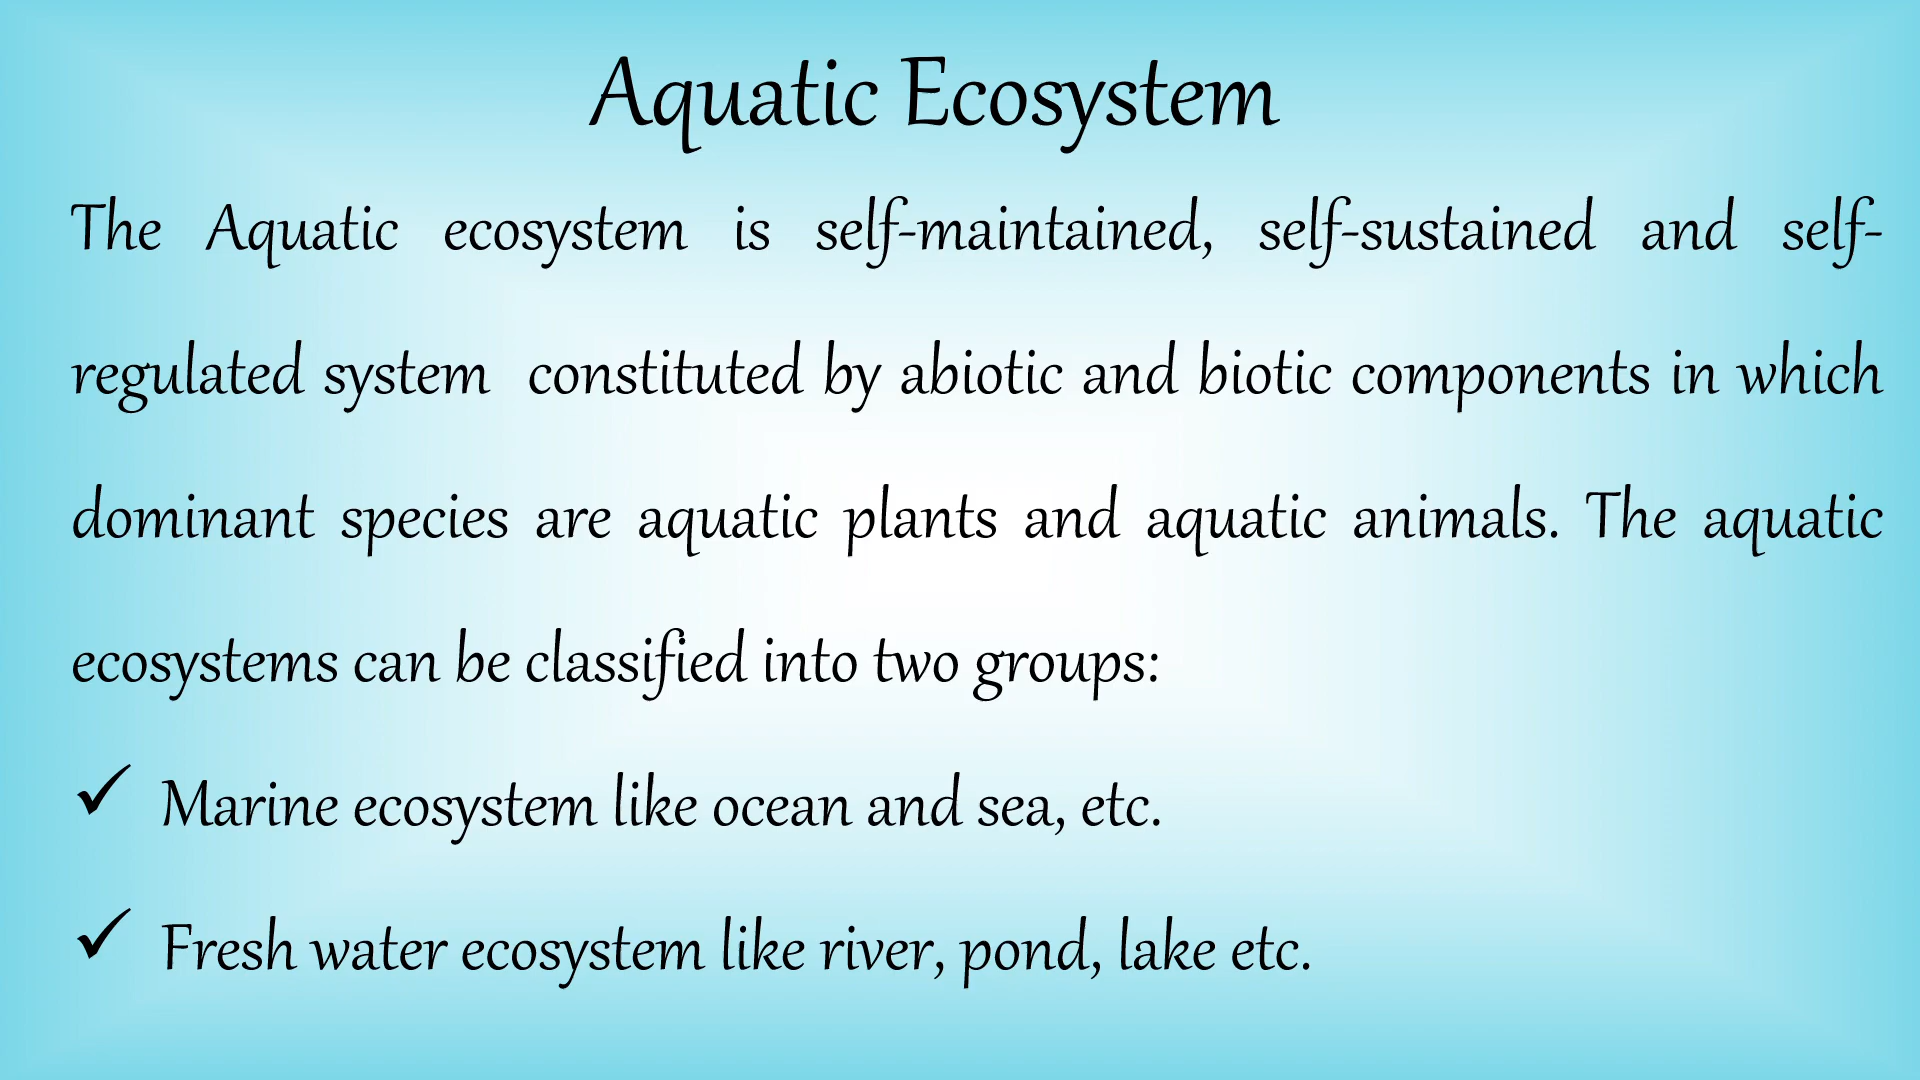 Aquatic Ecosystem
The Aquatic ecosystem is self-maintained, self-sustained and self-
regulated system constituted by abiotic and biotic components in which
dominant species are aquatic plants and aquatic animals. The aquatic
ecosystems can be classified into two groups:
✓ Marine ecosystem like ocean and sea, etc.
✓ Fresh water ecosystem like river, pond, lake etc.